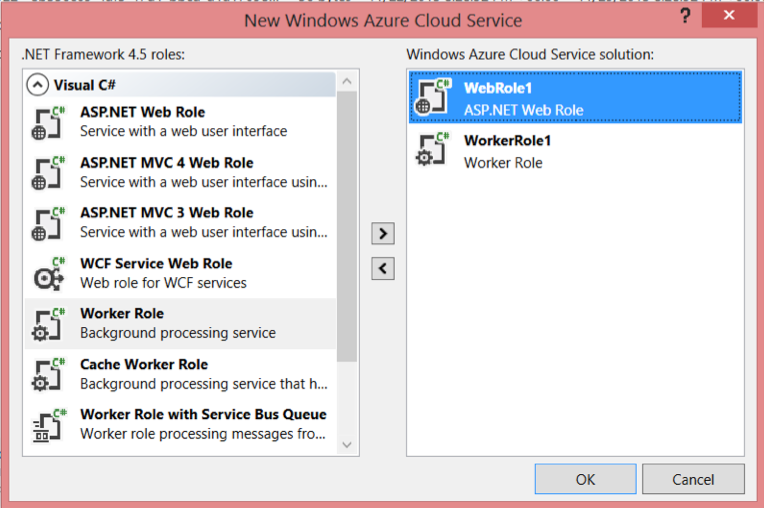 New Windows Azure Cloud Service
?
.NET Framework 4.5 roles:
Visual C#
C#
ASP.NET Web Role
Service with a web user interface
C#
ASP.NET MVC 4 Web Role
Service with a web user interface usin...
C#
ASP.NET MVC 3 Web Role
Service with a web user interface usin...
C#
WCF Service Web Role
Web role for WCF services
C#
Worker Role
Background processing service
C#
Cache Worker Role
Background processing service that h...
C#
Worker Role with Service Bus Queue
Worker role processing messages fro...
Windows Azure Cloud Service solution:
C#
WebRole1
ASP.NET Web Role
C#
WorkerRole1
Worker Role
OK
Cancel